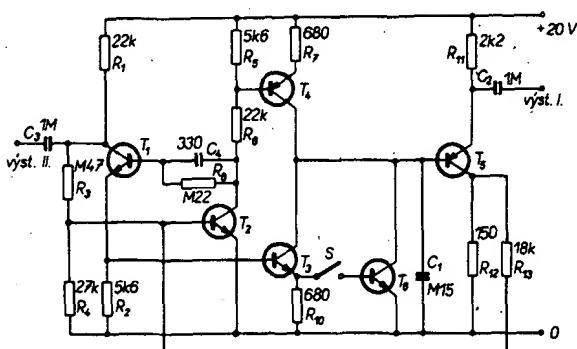 22k
R1
5k6
R5
680
R7
2k2
R11
+20 V
C2
1M
výst. I.
C3
1M
výst. II.
T1
330
C4
22k
R6
T4
T5
M47
R3
R9
M22
T2
T3
S
T6
C1
M15
150
R12
18k
R13
27k
R4
5k6
R2
680
R10
0